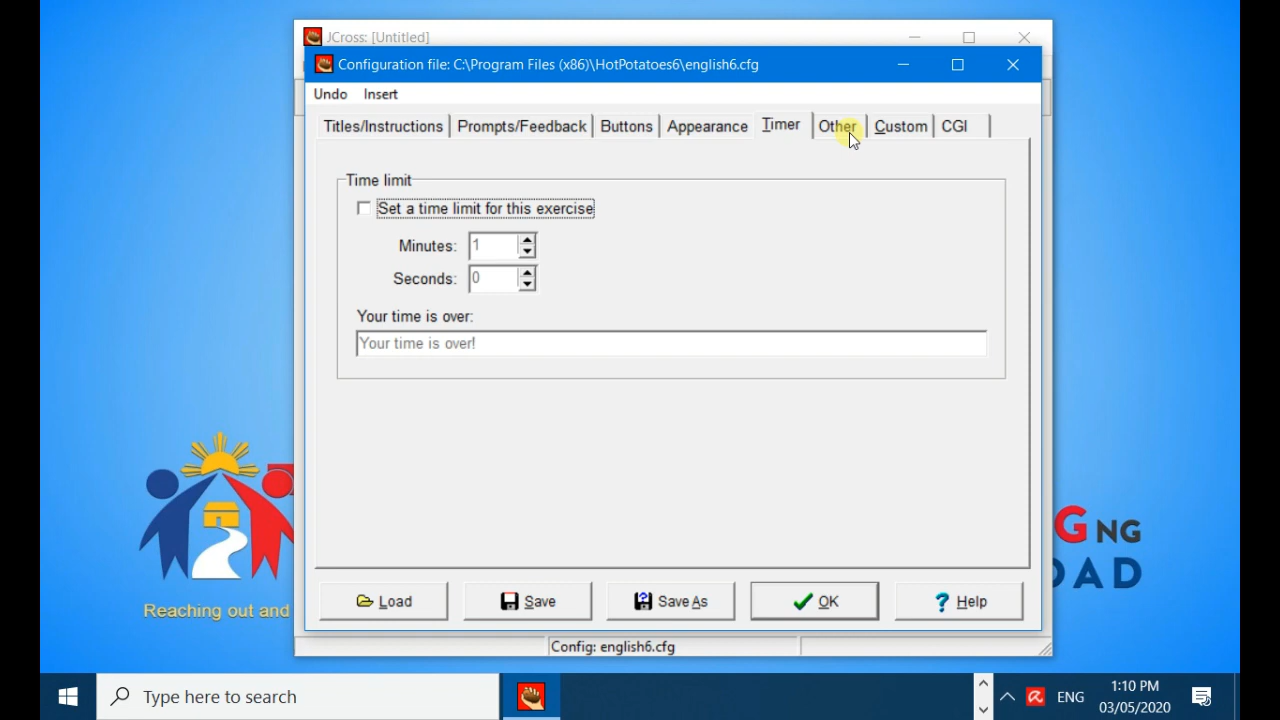 JCross: [Untitled]
Configuration file: C:\Program Files (x86)\HotPotatoes6\english6.cfg
Undo Insert
Titles/Instructions Prompts/Feedback Buttons Appearance Timer Other Custom CGI
Time limit
Set a time limit for this exercise
Minutes: 1
Seconds: 0
Your time is over:
Your time is over!
Load Save Save As OK Help
Config: english6.cfg
Reaching out and
G NG
OAD
Type here to search
ENG
1:10 PM
03/05/2020